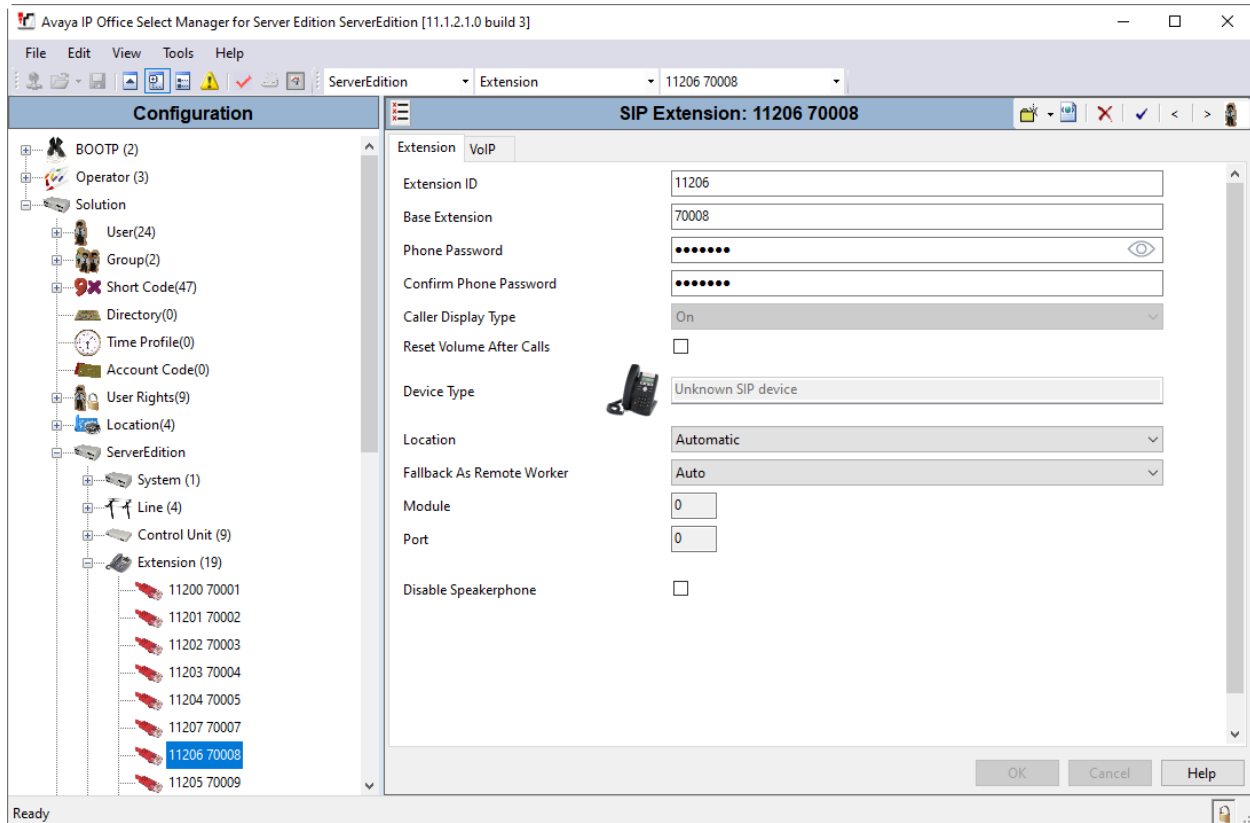 Avaya IP Office Select Manager for Server Edition ServerEdition [11.1.2.1.0 build 3]
File Edit View Tools Help
ServerEdition Extension 11206 70008
Configuration
BOOTP (2)
Operator (3)
Solution
User(24)
Group(2)
Short Code(47)
Directory(0)
Time Profile(0)
Account Code(0)
User Rights(9)
Location(4)
ServerEdition
System (1)
Line (4)
Control Unit (9)
Extension (19)
11200 70001
11201 70002
11202 70003
11203 70004
11204 70005
11207 70007
11206 70008
11205 70009
SIP Extension: 11206 70008
Extension VoIP
Extension ID 11206
Base Extension 70008
Phone Password •••••••
Confirm Phone Password •••••••
Caller Display Type On
Reset Volume After Calls
Device Type Unknown SIP device
Location Automatic
Fallback As Remote Worker Auto
Module 0
Port 0
Disable Speakerphone
OK Cancel Help
Ready